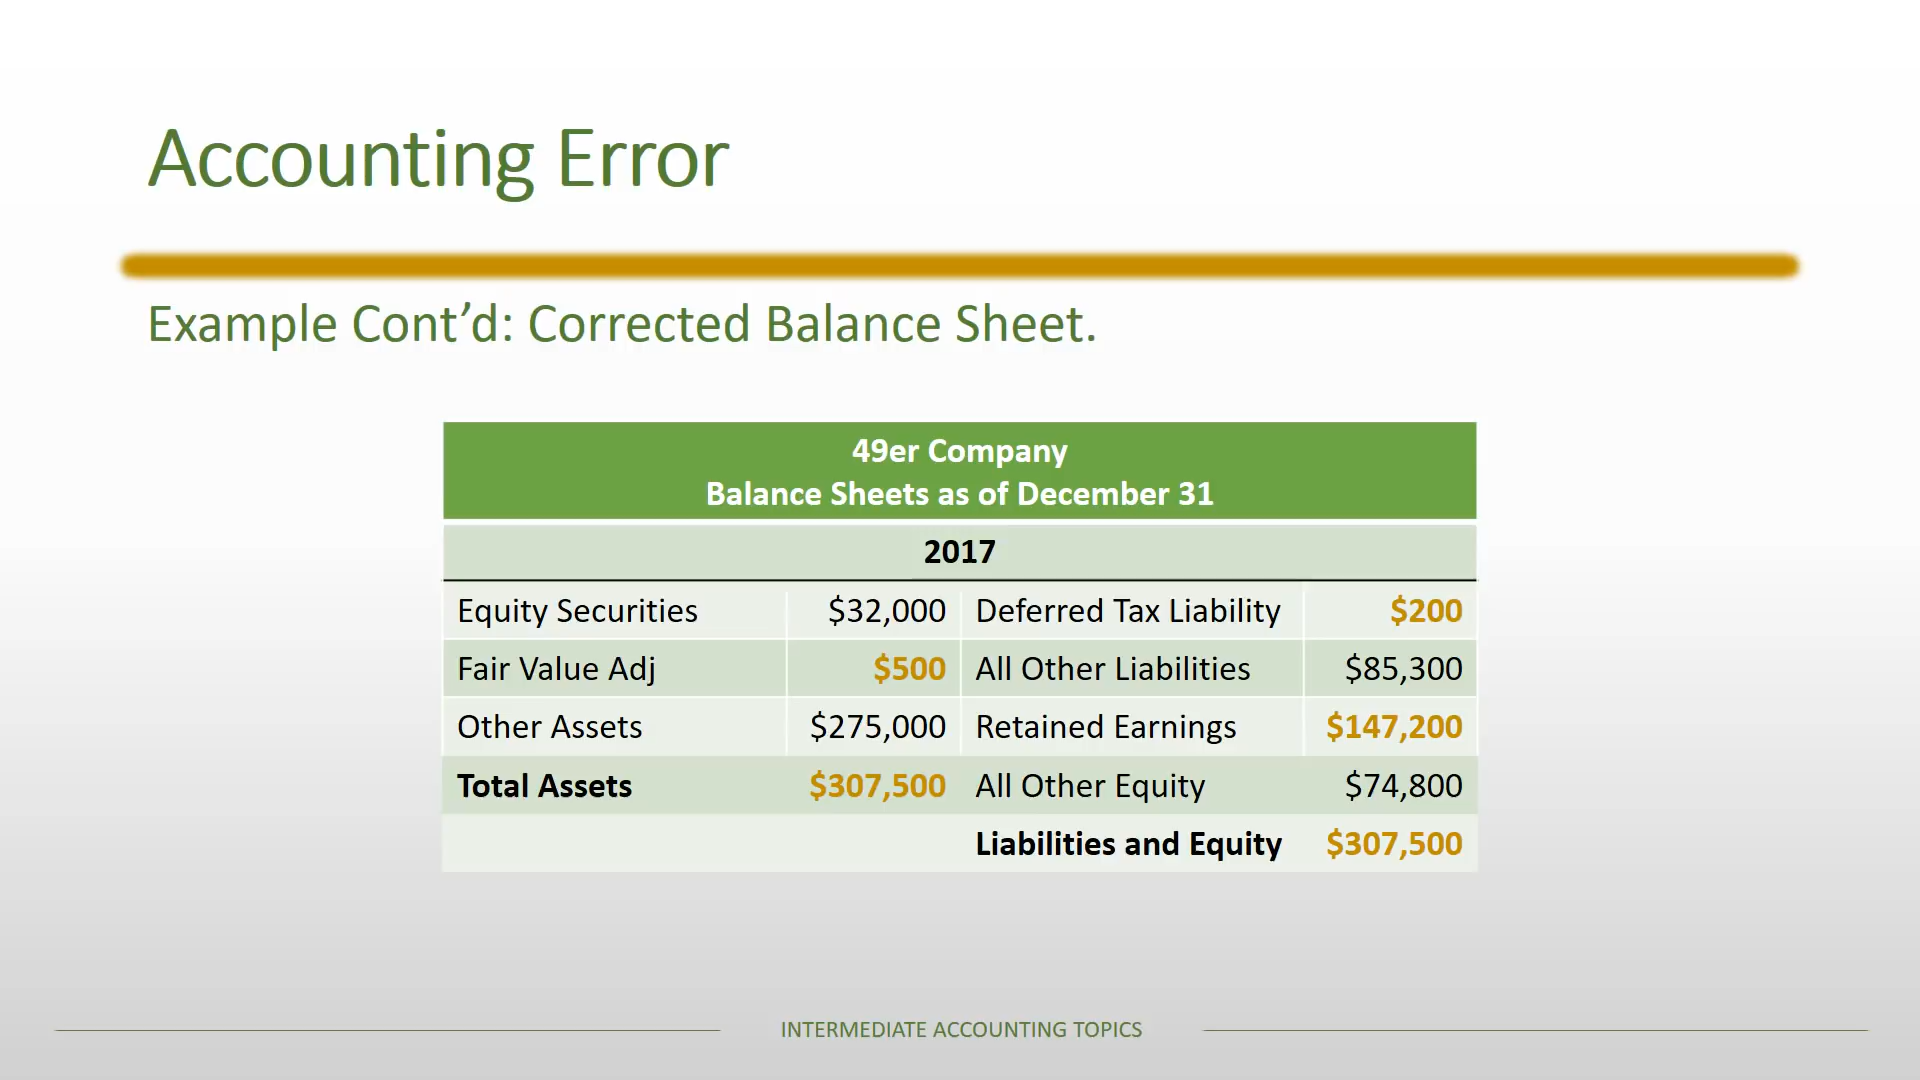 Accounting Error
Example Cont’d: Corrected Balance Sheet.
49er Company
Balance Sheets as of December 31
2017
Equity Securities $32,000 Deferred Tax Liability $200
Fair Value Adj $500 All Other Liabilities $85,300
Other Assets $275,000 Retained Earnings $147,200
Total Assets $307,500 All Other Equity $74,800
Liabilities and Equity $307,500
INTERMEDIATE ACCOUNTING TOPICS